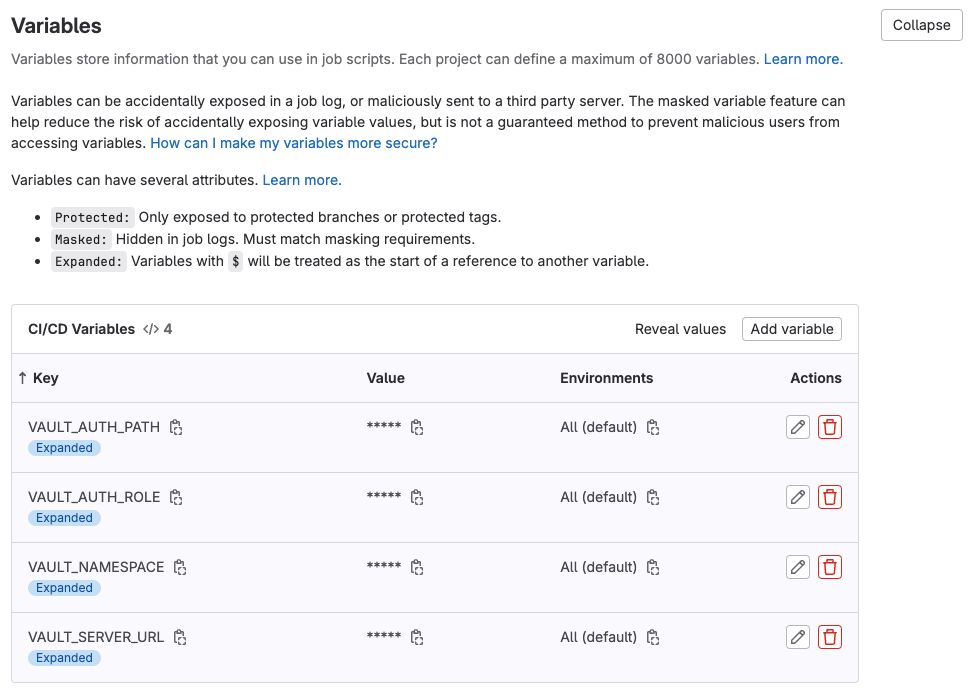 Variables
Collapse
Variables store information that you can use in job scripts. Each project can define a maximum of 8000 variables. Learn more.
Variables can be accidentally exposed in a job log, or maliciously sent to a third party server. The masked variable feature can
help reduce the risk of accidentally exposing variable values, but is not a guaranteed method to prevent malicious users from
accessing variables. How can I make my variables more secure?
Variables can have several attributes. Learn more.
• Protected: Only exposed to protected branches or protected tags.
• Masked: Hidden in job logs. Must match masking requirements.
• Expanded: Variables with $ will be treated as the start of a reference to another variable.
CI/CD Variables </> 4 Reveal values Add variable
↑ Key Value Environments Actions
VAULT_AUTH_PATH ***** All (default)
Expanded
VAULT_AUTH_ROLE ***** All (default)
Expanded
VAULT_NAMESPACE ***** All (default)
Expanded
VAULT_SERVER_URL ***** All (default)
Expanded